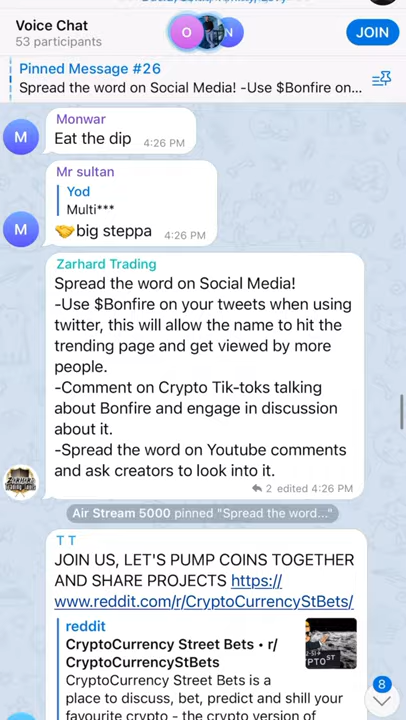 Voice Chat
53 participants
O
N
JOIN
Pinned Message #26
Spread the word on Social Media! -Use $Bonfire on...
Monwar
M
Eat the dip 4:26 PM
Mr sultan
Yod
Multi***
M
🤝big steppa 4:26 PM
Zarhard Trading
Spread the word on Social Media!
-Use $Bonfire on your tweets when using
twitter, this will allow the name to hit the
trending page and get viewed by more
people.
-Comment on Crypto Tik-toks talking
about Bonfire and engage in discussion
about it.
-Spread the word on Youtube comments
and ask creators to look into it.
2 edited 4:26 PM
Air Stream 5000 pinned "Spread the word..."
T T
JOIN US, LET'S PUMP COINS TOGETHER
AND SHARE PROJECTS https://
www.reddit.com/r/CryptoCurrencyStBets/
reddit
CryptoCurrency Street Bets • r/
CryptoCurrencyStBets
CryptoCurrency Street Bets is a
place to discuss, bet, predict and shill your
favourite crypto - the crypto version of
8